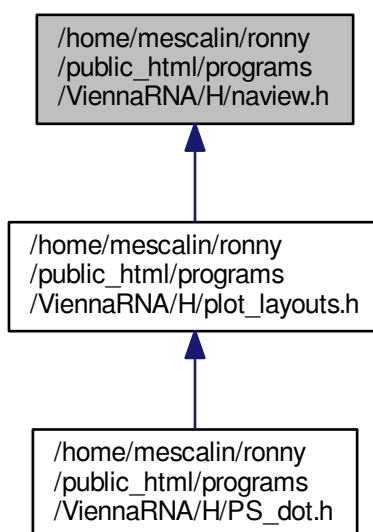 /home/mescalin/ronny
/public_html/programs
/ViennaRNA/H/naview.h
/home/mescalin/ronny
/public_html/programs
/ViennaRNA/H/plot_layouts.h
/home/mescalin/ronny
/public_html/programs
/ViennaRNA/H/PS_dot.h